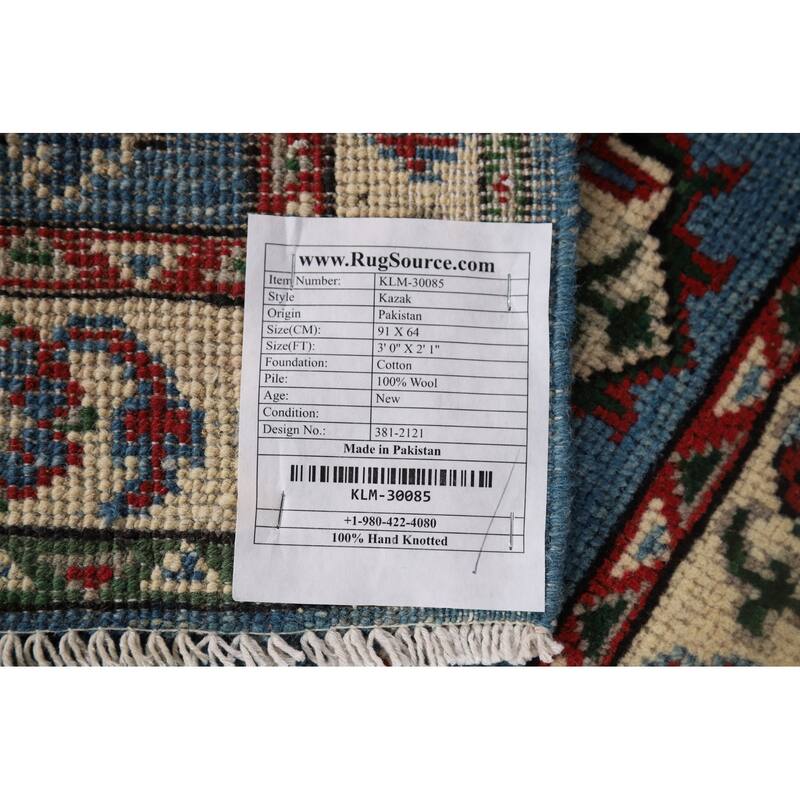 www.RugSource.com
Item Number: KLM-30085
Style Kazak
Origin Pakistan
Size(CM): 91 X 64
Size(FT): 3' 0" X 2' 1"
Foundation: Cotton
Pile: 100% Wool
Age: New
Condition:
Design No.: 381-2121
Made in Pakistan
KLM-30085
+1-980-422-4080
100% Hand Knotted